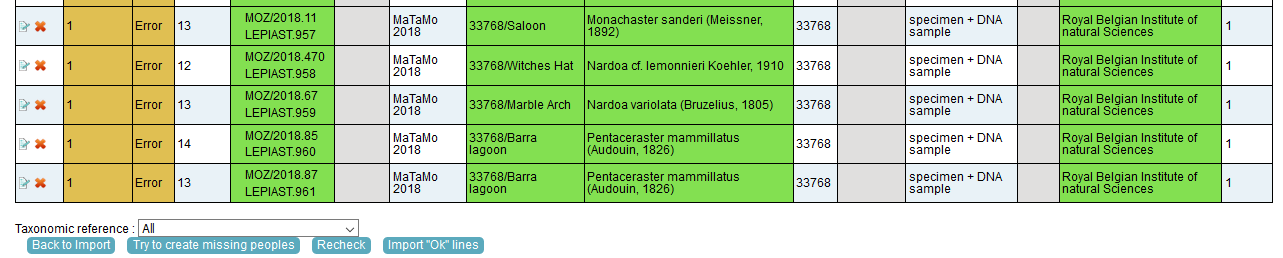 1 Error 13 MOZ/2018.11 LEPIAST.957 MaTaMo 2018 33768/Saloon Monachaster sanderi (Meissner, 1892) 33768 specimen + DNA sample Royal Belgian Institute of natural Sciences 1
1 Error 12 MOZ/2018.470 LEPIAST.958 MaTaMo 2018 33768/Witches Hat Nardoa cf. lemonnieri Koehler, 1910 33768 specimen + DNA sample Royal Belgian Institute of natural Sciences 1
1 Error 13 MOZ/2018.67 LEPIAST.959 MaTaMo 2018 33768/Marble Arch Nardoa variolata (Bruzelius, 1805) 33768 specimen + DNA sample Royal Belgian Institute of natural Sciences 1
1 Error 14 MOZ/2018.85 LEPIAST.960 MaTaMo 2018 33768/Barra lagoon Pentaceraster mammillatus (Audouin, 1826) 33768 specimen + DNA sample Royal Belgian Institute of natural Sciences 1
1 Error 13 MOZ/2018.87 LEPIAST.961 MaTaMo 2018 33768/Barra lagoon Pentaceraster mammillatus (Audouin, 1826) 33768 specimen + DNA sample Royal Belgian Institute of natural Sciences 1
Taxonomic reference : All
Back to Import Try to create missing peoples Recheck Import "Ok" lines